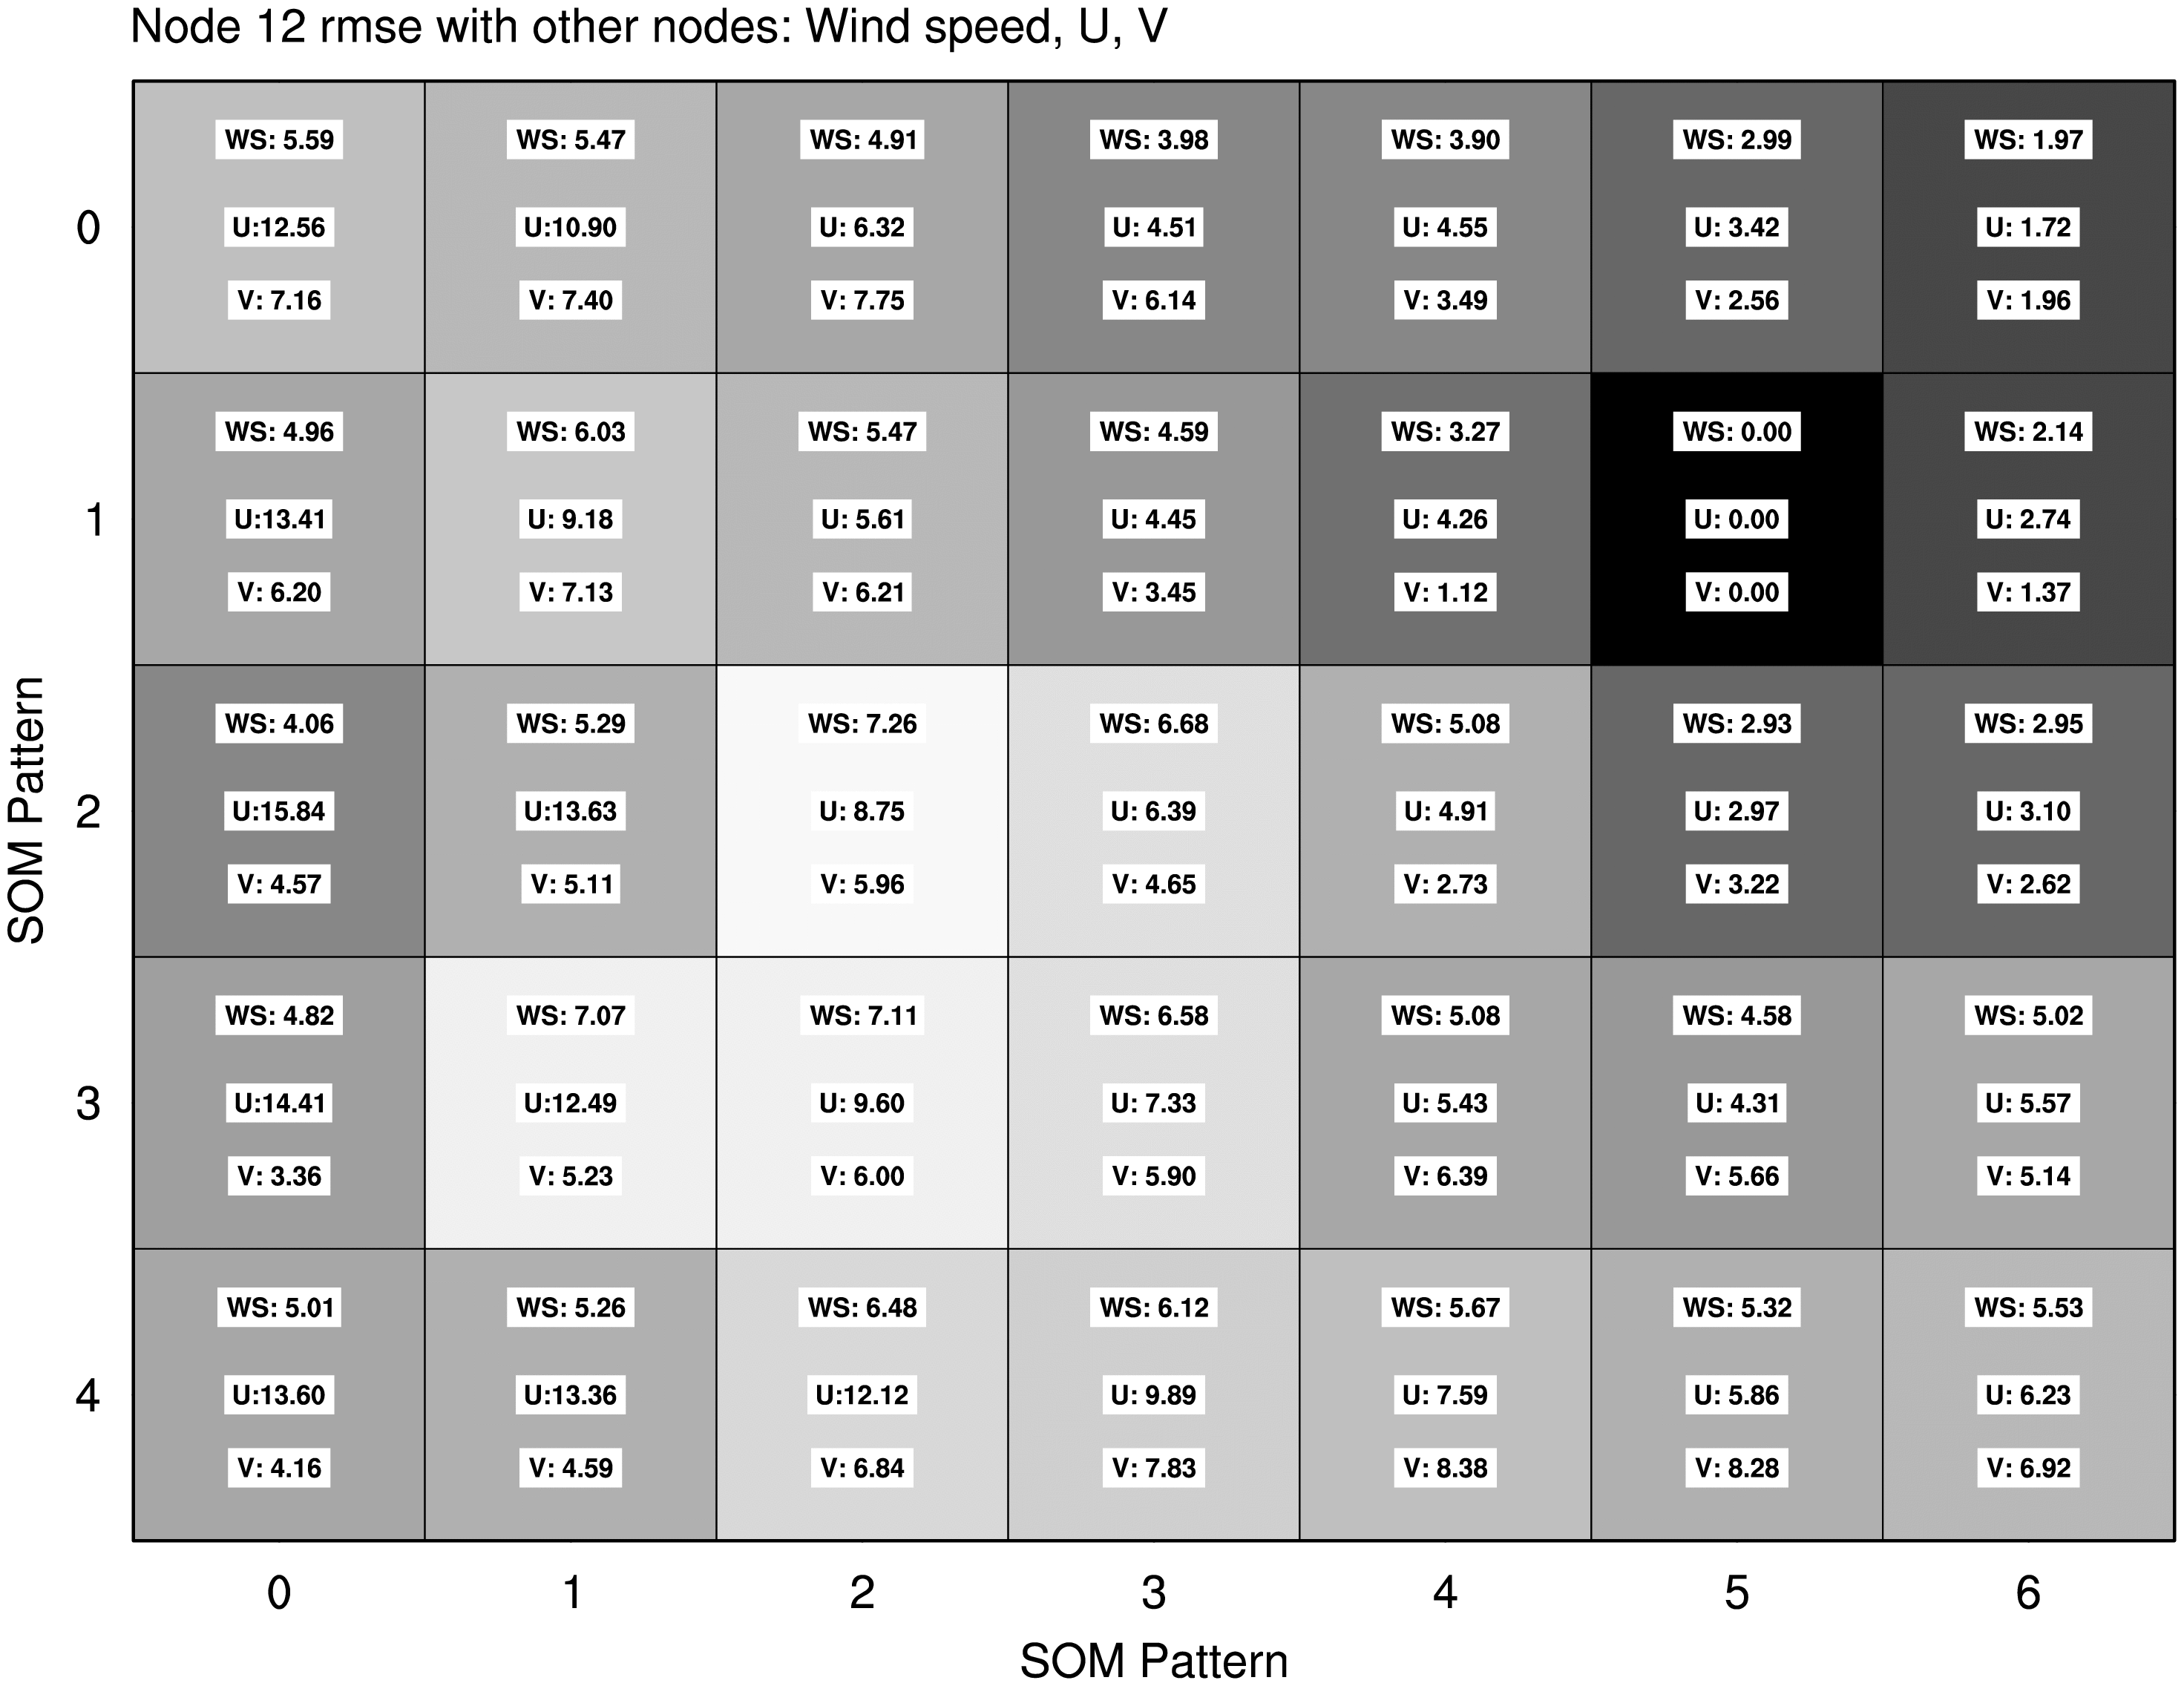 Node 12 rmse with other nodes: Wind speed, U, V
WS: 5.59 WS: 5.47 WS: 4.91 WS: 3.98 WS: 3.90 WS: 2.99 WS: 1.97
0 U:12.56 U:10.90 U: 6.32 U: 4.51 U: 4.55 U: 3.42 U: 1.72
V: 7.16 V: 7.40 V: 7.75 V: 6.14 V: 3.49 V: 2.56 V: 1.96
WS: 4.96 WS: 6.03 WS: 5.47 WS: 4.59 WS: 3.27 WS: 0.00 WS: 2.14
1 U:13.41 U: 9.18 U: 5.61 U: 4.45 U: 4.26 U: 0.00 U: 2.74
V: 6.20 V: 7.13 V: 6.21 V: 3.45 V: 1.12 V: 0.00 V: 1.37
WS: 4.06 WS: 5.29 WS: 7.26 WS: 6.68 WS: 5.08 WS: 2.93 WS: 2.95
2 U:15.84 U:13.63 U: 8.75 U: 6.39 U: 4.91 U: 2.97 U: 3.10
V: 4.57 V: 5.11 V: 5.96 V: 4.65 V: 2.73 V: 3.22 V: 2.62
WS: 4.82 WS: 7.07 WS: 7.11 WS: 6.58 WS: 5.08 WS: 4.58 WS: 5.02
3 U:14.41 U:12.49 U: 9.60 U: 7.33 U: 5.43 U: 4.31 U: 5.57
V: 3.36 V: 5.23 V: 6.00 V: 5.90 V: 6.39 V: 5.66 V: 5.14
WS: 5.01 WS: 5.26 WS: 6.48 WS: 6.12 WS: 5.67 WS: 5.32 WS: 5.53
4 U:13.60 U:13.36 U:12.12 U: 9.89 U: 7.59 U: 5.86 U: 6.23
V: 4.16 V: 4.59 V: 6.84 V: 7.83 V: 8.38 V: 8.28 V: 6.92
SOM Pattern
0 1 2 3 4 5 6
SOM Pattern